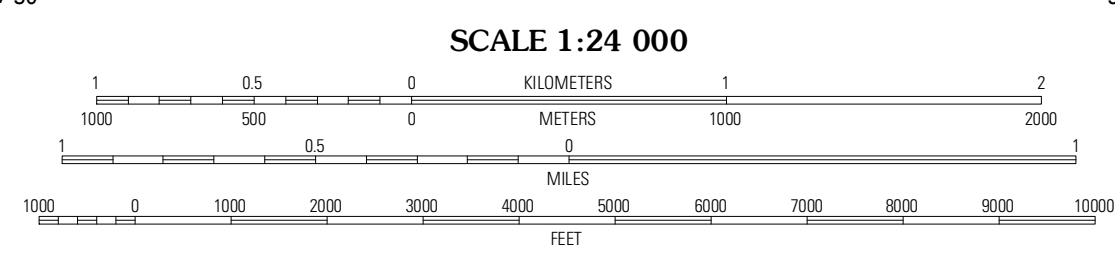 SCALE 1:24 000
1 0.5 0 KILOMETERS 1 2
1000 500 0 METERS 1000 2000
1 0.5 0 1
MILES
1000 0 1000 2000 3000 4000 5000 6000 7000 8000 9000 10000
FEET